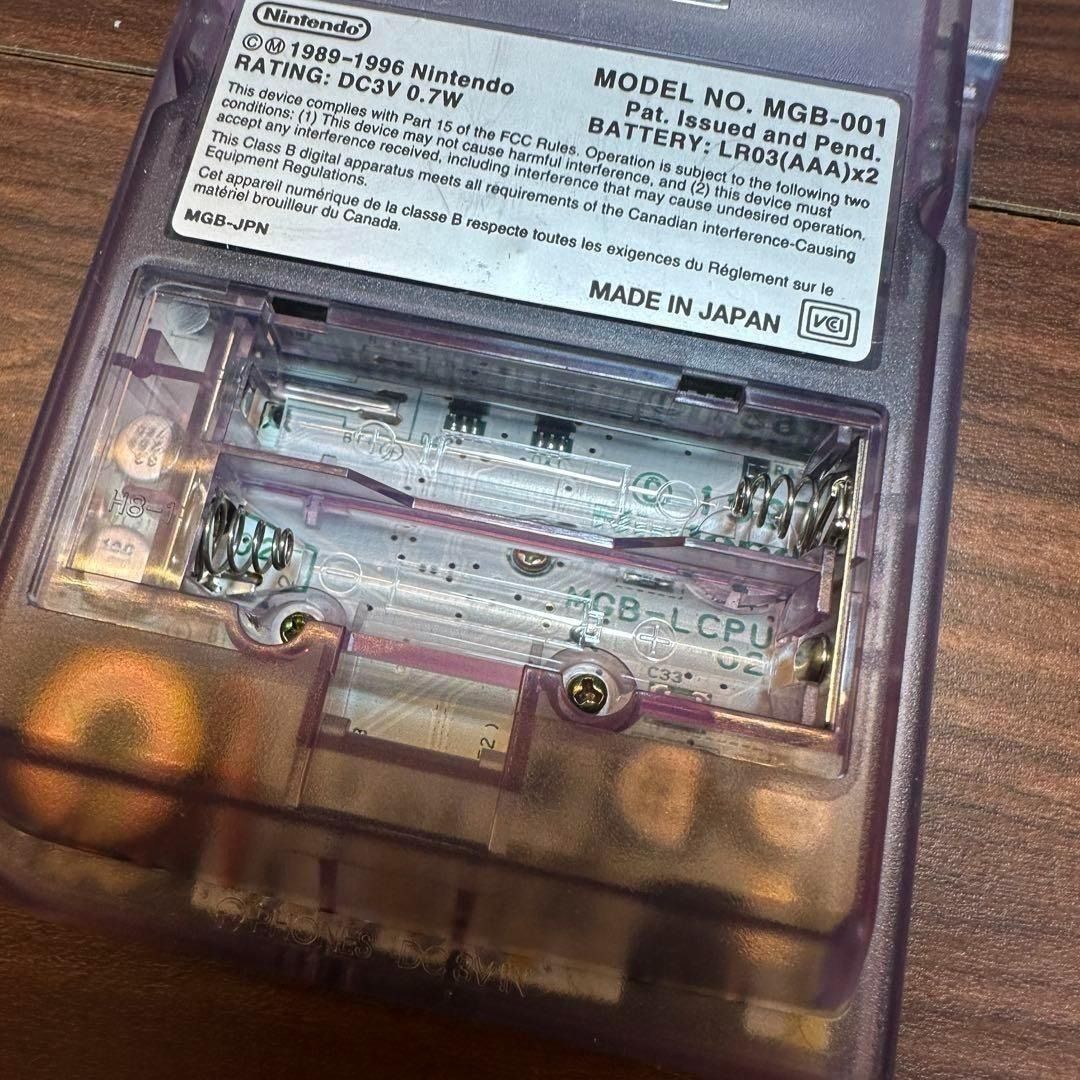 Nintendo
©Ⓜ 1989-1996 Nintendo
RATING: DC3V 0.7W
MODEL NO. MGB-001
Pat. Issued and Pend.
BATTERY: LR03(AAA)x2
This device complies with Part 15 of the FCC Rules. Operation is subject to the following two
conditions: (1) This device may not cause harmful interference, and (2) this device must
accept any interference received, including interference that may cause undesired operation.
This Class B digital apparatus meets all requirements of the Canadian interference-Causing
Equipment Regulations.
Cet appareil numérique de la classe B respecte toutes les exigences du Réglement sur le
matériel brouilleur du Canada.
MGB-JPN
MADE IN JAPAN
VCI
H8-1
MGB-LCPU
02
C33
PHONES DC3V IN